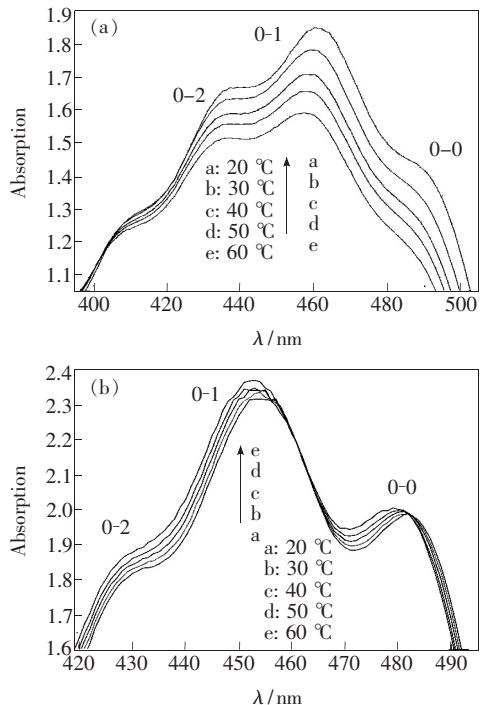 (a)
0-1
0-2
0-0
a: 20 ℃
b: 30 ℃
c: 40 ℃
d: 50 ℃
e: 60 ℃
a
b
c
d
e
1.9
1.8
1.7
1.6
1.5
1.4
1.3
1.2
1.1
Absorption
400
420
440
460
480
500
λ/nm
(b)
0-1
0-2
0-0
e
d
c
b
a
a: 20 ℃
b: 30 ℃
c: 40 ℃
d: 50 ℃
e: 60 ℃
2.4
2.3
2.2
2.1
2.0
1.9
1.8
1.7
1.6
Absorption
420
430
440
450
460
470
480
490
λ/nm